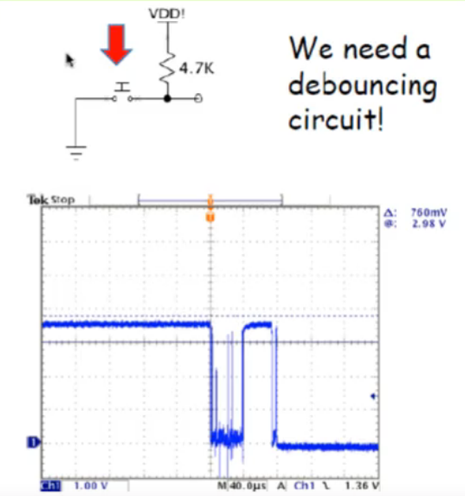 VDD!
4.7K
We need a
debouncing
circuit!
Tek Stop
Δ: 760mV
@: 2.98 V
1
Ch1 1.00 V M 40.0µs A Ch1 1.36 V